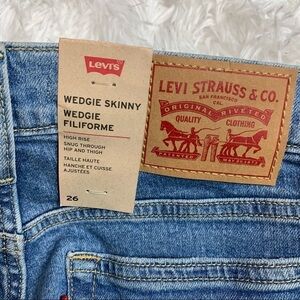 LEVI'S
WEDGIE SKINNY
WEDGIE
FILIFORME
HIGH RISE
SNUG THROUGH
HIP AND THIGH
TAILLE HAUTE
HANCHE ET CUISSE
AJUSTÉES
26
LEVI STRAUSS & CO.
SAN FRANCISCO
CAL.
ORIGINAL RIVETED
QUALITY CLOTHING
PATENTED